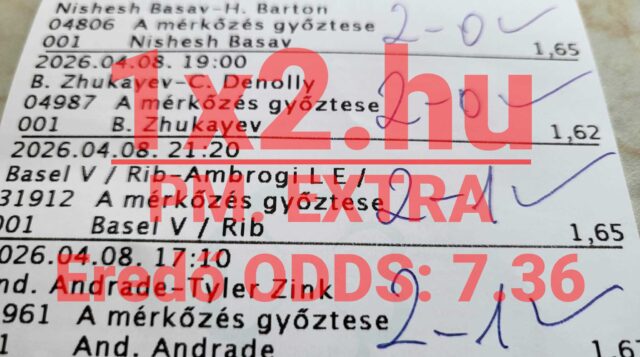 Nishesh Basav-H. Barton
04806 A mérkőzés győztese 2-0
001 Nishesh Basav 1,65
2026.04.08. 19:00
B. Zhukayev-C. Denolly
04987 A mérkőzés győztese 2-0
001 B. Zhukayev 1,62
2026.04.08. 21:20
Basel V / Rib-Ambrogi L E /
31912 A mérkőzés győztese 2-1
001 Basel V / Rib 1,65
026.04.08. 17:10
nd. Andrade-Tyler Zink
961 A mérkőzés győztese 2-1
1 And. Andrade
1x2.hu
PM. EXTRA
Eredő ODDS: 7.36